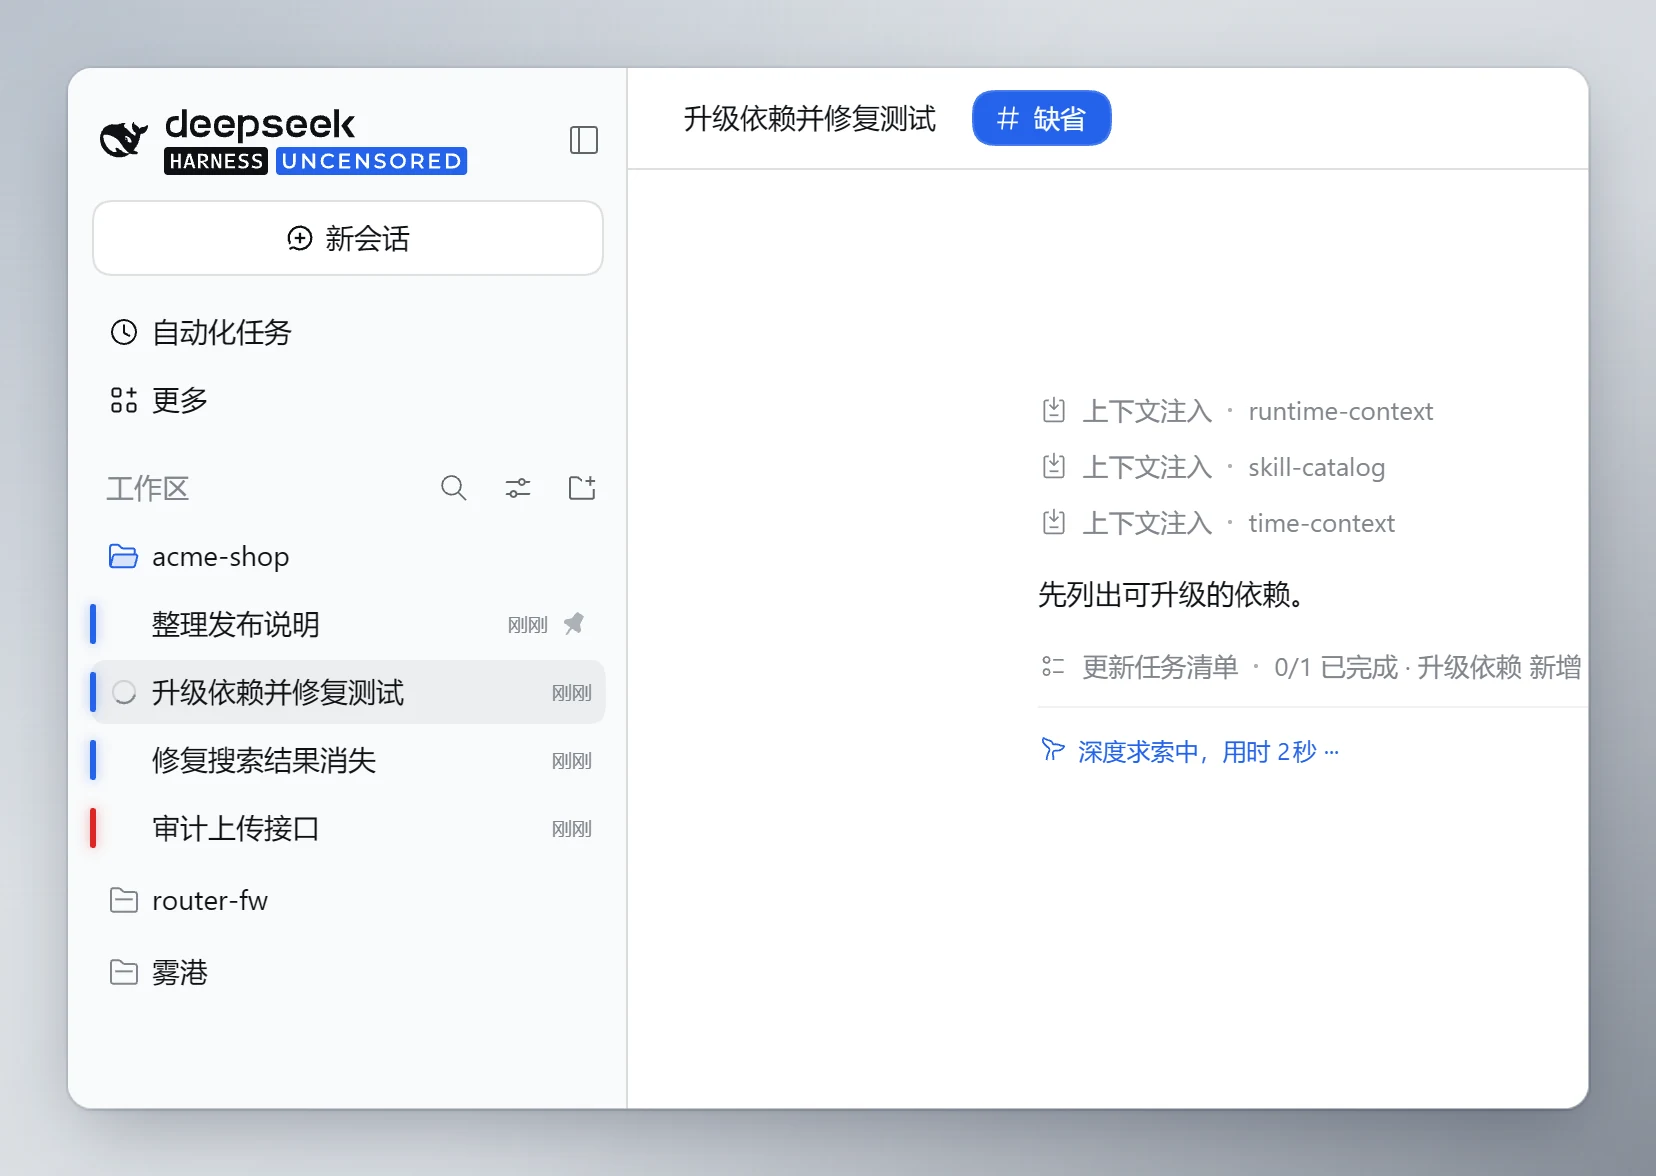 deepseek
HARNESS UNCENSORED
新会话
自动化任务
更多
工作区
acme-shop
整理发布说明 刚刚
升级依赖并修复测试 刚刚
修复搜索结果消失 刚刚
审计上传接口 刚刚
router-fw
雾港
升级依赖并修复测试 # 缺省
上下文注入 · runtime-context
上下文注入 · skill-catalog
上下文注入 · time-context
先列出可升级的依赖。
更新任务清单 · 0/1 已完成 · 升级依赖 新增
深度求索中，用时 2秒 ···